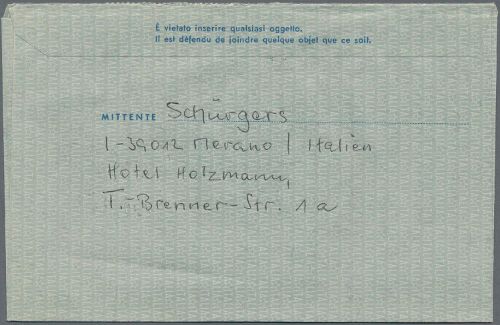 È vietato inserire qualsiasi oggetto.
Il est défendu de joindre quelque objet que ce soit.
MITTENTE Schürgers
I-39012 Merano / Italien
Hotel Holzmann,
T.-Brenner-Str. 1a